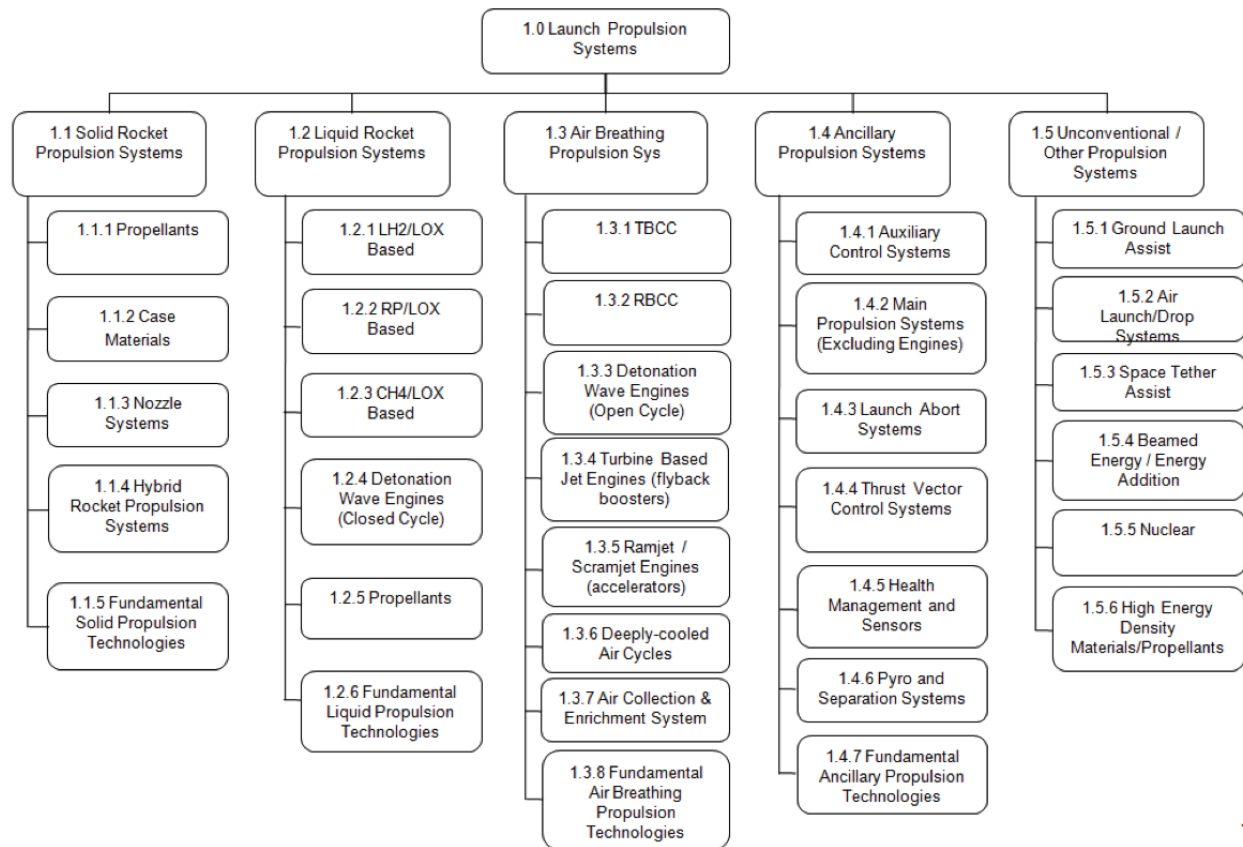 1.0 Launch Propulsion
Systems
1.1 Solid Rocket
Propulsion Systems
1.1.1 Propellants
1.1.2 Case
Materials
1.1.3 Nozzle
Systems
1.1.4 Hybrid
Rocket Propulsion
Systems
1.1.5 Fundamental
Solid Propulsion
Technologies
1.2 Liquid Rocket
Propulsion Systems
1.2.1 LH2/LOX
Based
1.2.2 RP/LOX
Based
1.2.3 CH4/LOX
Based
1.2.4 Detonation
Wave Engines
(Closed Cycle)
1.2.5 Propellants
1.2.6 Fundamental
Liquid Propulsion
Technologies
1.3 Air Breathing
Propulsion Sys
1.3.1 TBCC
1.3.2 RBCC
1.3.3 Detonation
Wave Engines
(Open Cycle)
1.3.4 Turbine Based
Jet Engines (flyback
boosters)
1.3.5 Ramjet /
Scramjet Engines
(accelerators)
1.3.6 Deeply-cooled
Air Cycles
1.3.7 Air Collection &
Enrichment System
1.3.8 Fundamental
Air Breathing
Propulsion
Technologies
1.4 Ancillary
Propulsion Systems
1.4.1 Auxiliary
Control Systems
1.4.2 Main
Propulsion Systems
(Excluding Engines)
1.4.3 Launch Abort
Systems
1.4.4 Thrust Vector
Control Systems
1.4.5 Health
Management and
Sensors
1.4.6 Pyro and
Separation Systems
1.4.7 Fundamental
Ancillary Propulsion
Technologies
1.5 Unconventional /
Other Propulsion
Systems
1.5.1 Ground Launch
Assist
1.5.2 Air
Launch/Drop
Systems
1.5.3 Space Tether
Assist
1.5.4 Beamed
Energy / Energy
Addition
1.5.5 Nuclear
1.5.6 High Energy
Density
Materials/Propellants